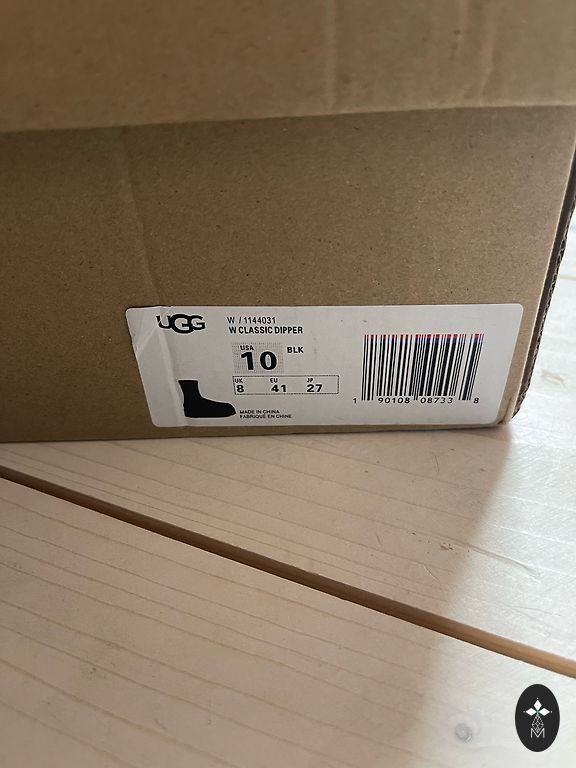 UGG
W / 1144031
W CLASSIC DIPPER
USA
10 BLK
UK EU JP
8 41 27
MADE IN CHINA
FABRIQUÉ EN CHINE
1 90108 08733 8
M